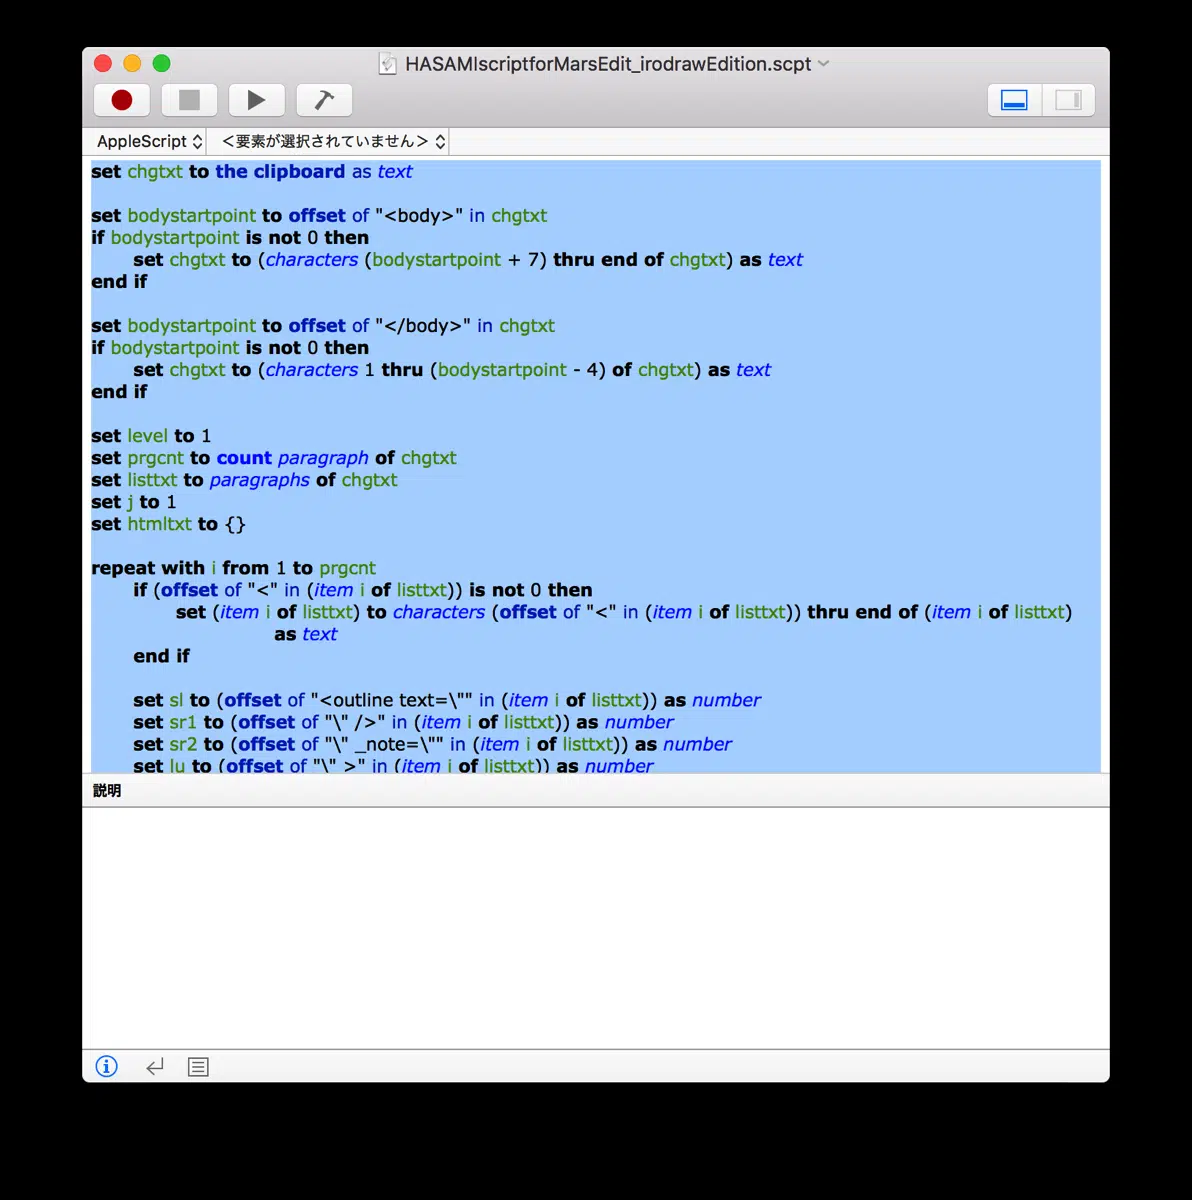 HASAMIscriptforMarsEdit_irodrawEdition.scpt
AppleScript <要素が選択されていません>
set chgtxt to the clipboard as text
set bodystartpoint to offset of "<body>" in chgtxt
if bodystartpoint is not 0 then
set chgtxt to (characters (bodystartpoint + 7) thru end of chgtxt) as text
end if
set bodystartpoint to offset of "</body>" in chgtxt
if bodystartpoint is not 0 then
set chgtxt to (characters 1 thru (bodystartpoint - 4) of chgtxt) as text
end if
set level to 1
set prgcnt to count paragraph of chgtxt
set listtxt to paragraphs of chgtxt
set j to 1
set htmltxt to {}
repeat with i from 1 to prgcnt
if (offset of "<" in (item i of listtxt)) is not 0 then
set (item i of listtxt) to characters (offset of "<" in (item i of listtxt)) thru end of (item i of listtxt)
as text
end if
set sl to (offset of "<outline text=\"" in (item i of listtxt)) as number
set sr1 to (offset of "\" />" in (item i of listtxt)) as number
set sr2 to (offset of "\" _note=\"" in (item i of listtxt)) as number
set lu to (offset of "\" >" in (item i of listtxt)) as number
説明